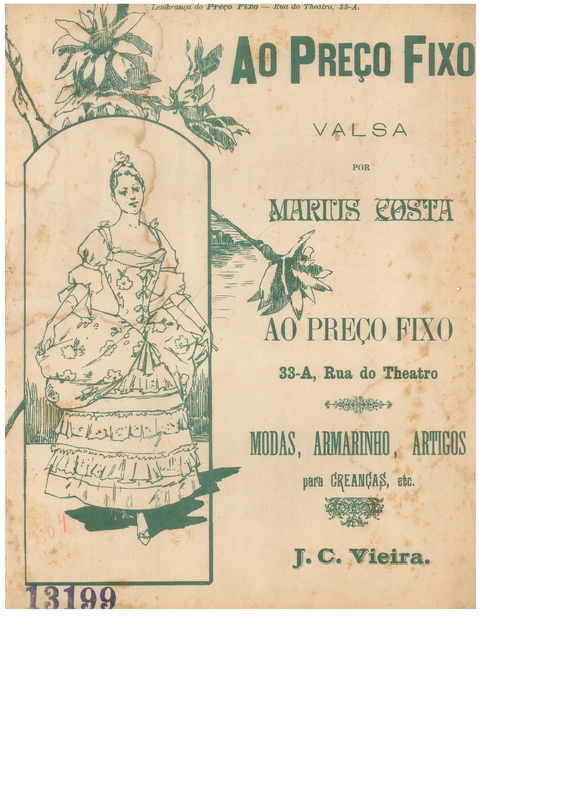 Lembrança do Preço Fixo — Rua do Theatro, 33-A.
AO PREÇO FIXO
VALSA
POR
MARIUS COSTA
AO PREÇO FIXO
33-A, Rua do Theatro
MODAS, ARMARINHO, ARTIGOS
para CREANÇAS, etc.
J. C. Vieira.
13199